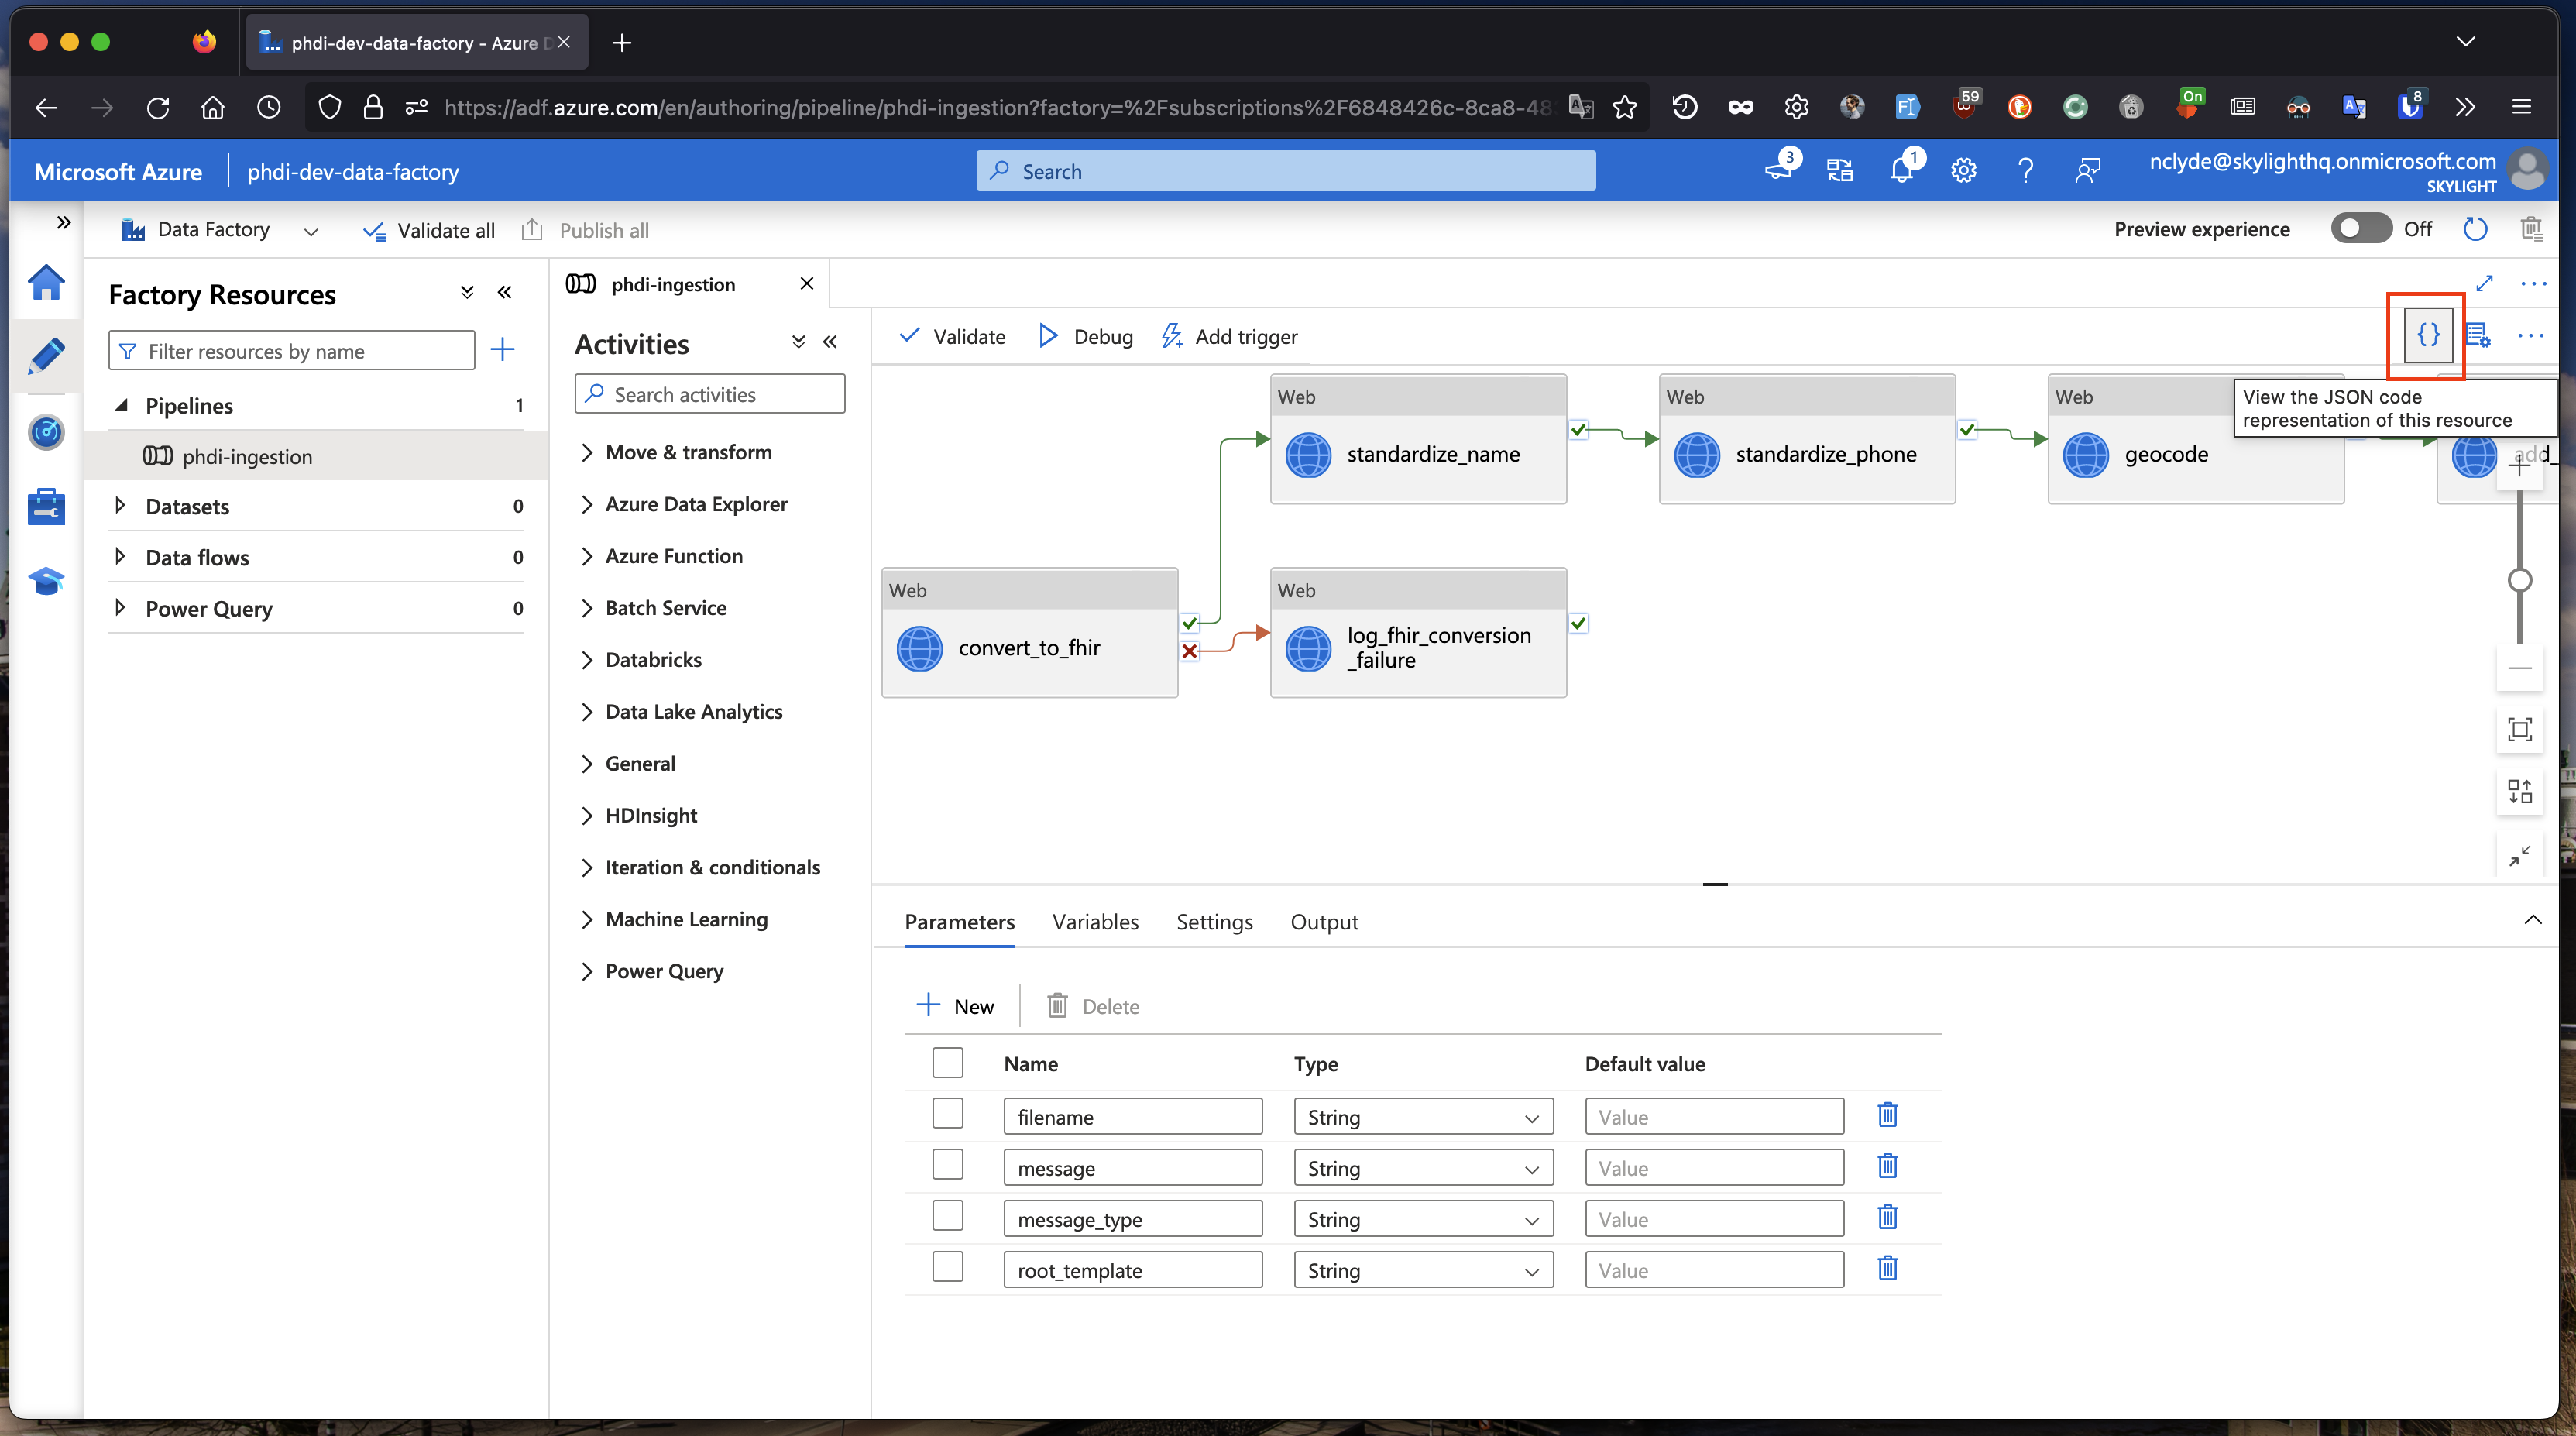 phdi-dev-data-factory - Azure D
https://adf.azure.com/en/authoring/pipeline/phdi-ingestion?factory=%2Fsubscriptions%2F6848426c-8ca8-48
59
On
8
Microsoft Azure
phdi-dev-data-factory
Search
3
1
nclyde@skylighthq.onmicrosoft.com
SKYLIGHT
Data Factory
Validate all
Publish all
Preview experience
Off
Factory Resources
Filter resources by name
Pipelines
1
phdi-ingestion
Datasets
0
Data flows
0
Power Query
0
phdi-ingestion
Activities
Search activities
Move & transform
Azure Data Explorer
Azure Function
Batch Service
Databricks
Data Lake Analytics
General
HDInsight
Iteration & conditionals
Machine Learning
Power Query
Validate
Debug
Add trigger
{}
View the JSON code
representation of this resource
Web
standardize_name
Web
standardize_phone
Web
geocode
add_
Web
convert_to_fhir
Web
log_fhir_conversion
_failure
Parameters
Variables
Settings
Output
New
Delete
Name
Type
Default value
filename
String
Value
message
String
Value
message_type
String
Value
root_template
String
Value